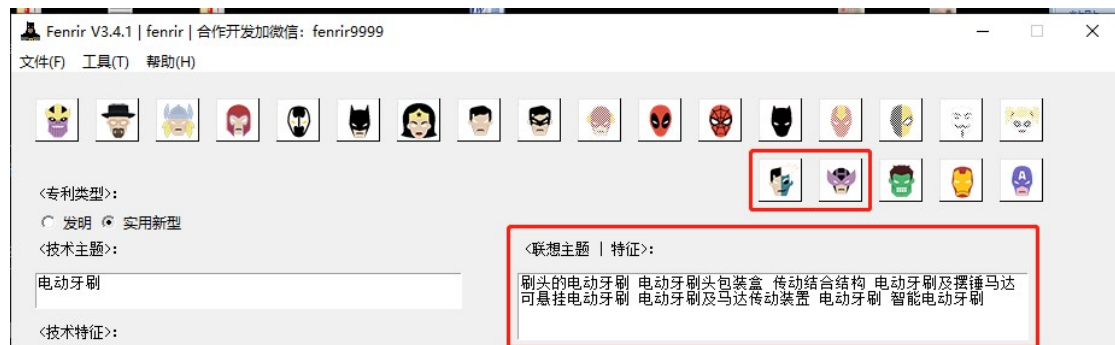 Fenrir V3.4.1 | fenrir | 合作开发加微信：fenrir9999
文件(F) 工具(T) 帮助(H)
<专利类型>:
发明 实用新型
<技术主题>:
电动牙刷
<联想主题 | 特征>:
刷头的电动牙刷 电动牙刷头包装盒 传动结合结构 电动牙刷及摆锤马达
可悬挂电动牙刷 电动牙刷及马达传动装置 电动牙刷 智能电动牙刷
<技术特征>: